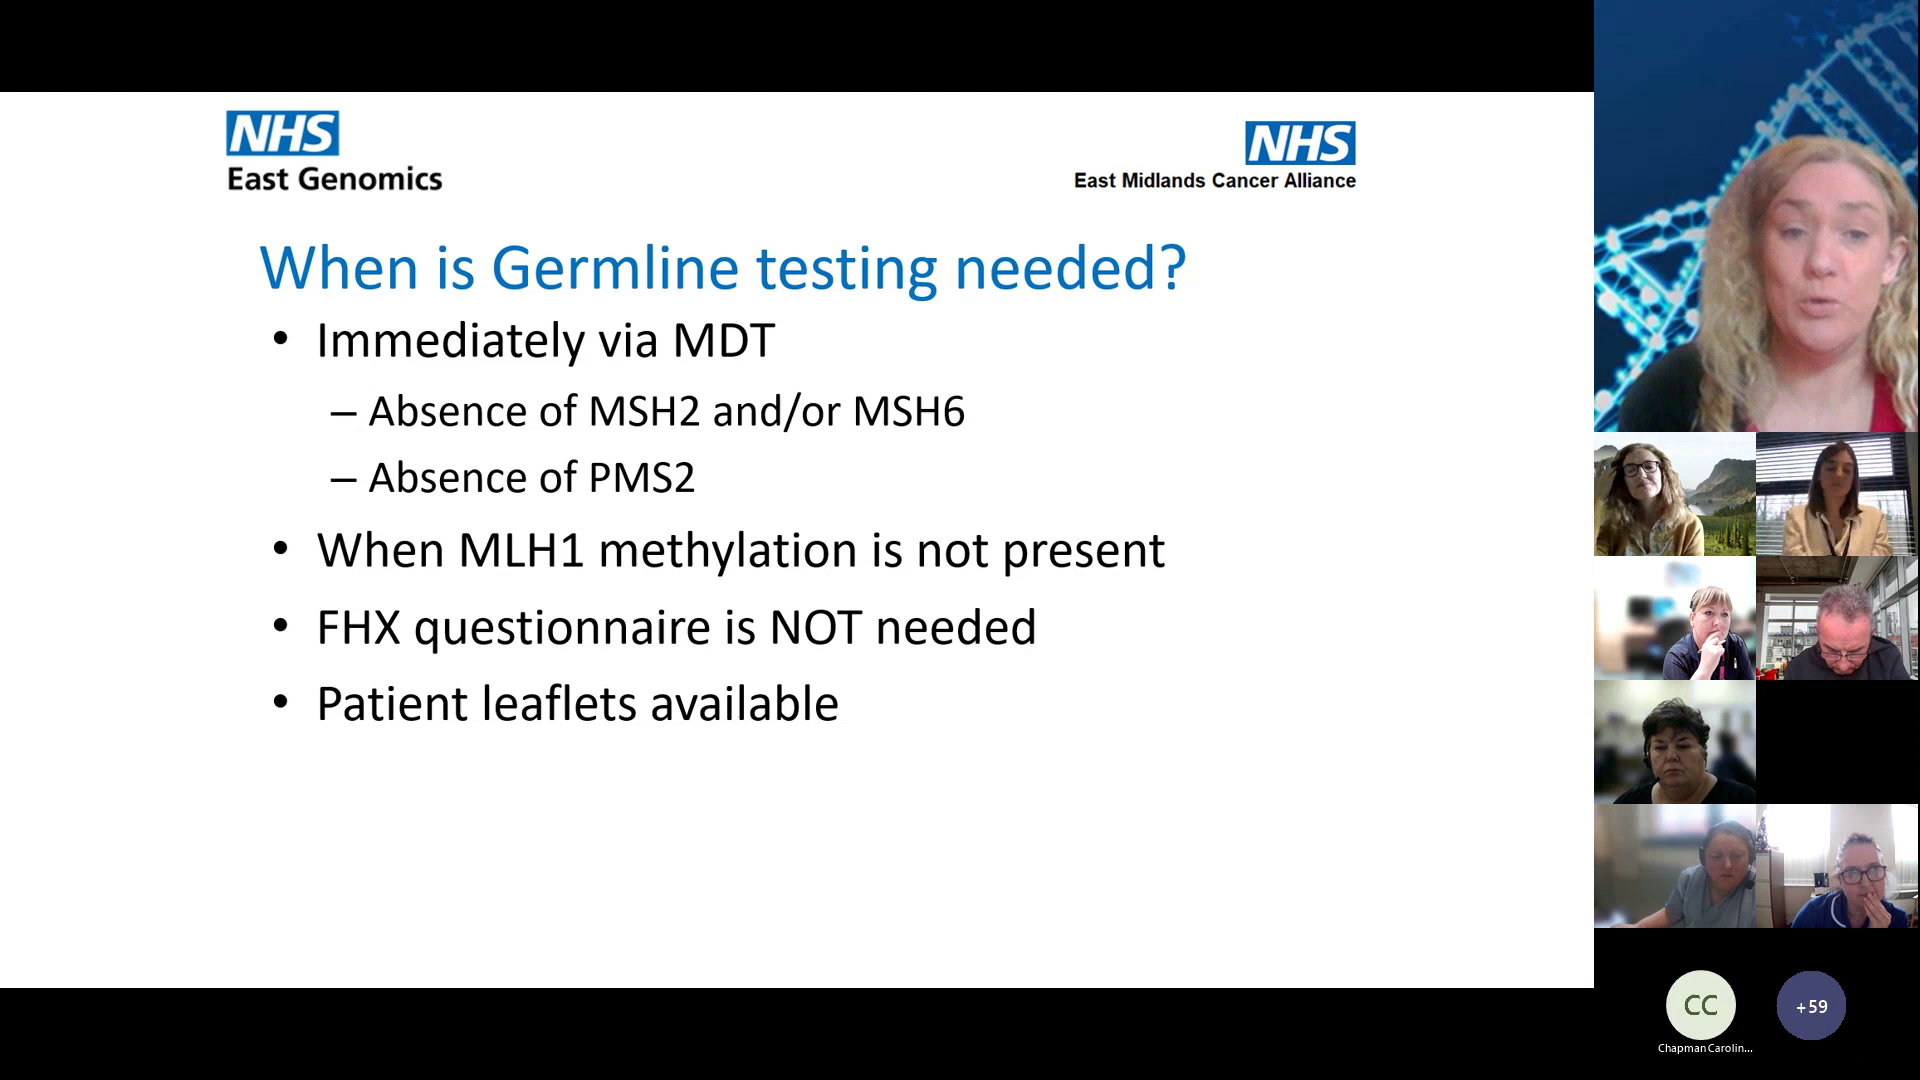 NHS
East Genomics
NHS
East Midlands Cancer Alliance
When is Germline testing needed?
• Immediately via MDT
– Absence of MSH2 and/or MSH6
– Absence of PMS2
• When MLH1 methylation is not present
• FHX questionnaire is NOT needed
• Patient leaflets available
CC
+59
Chapman Carolin...